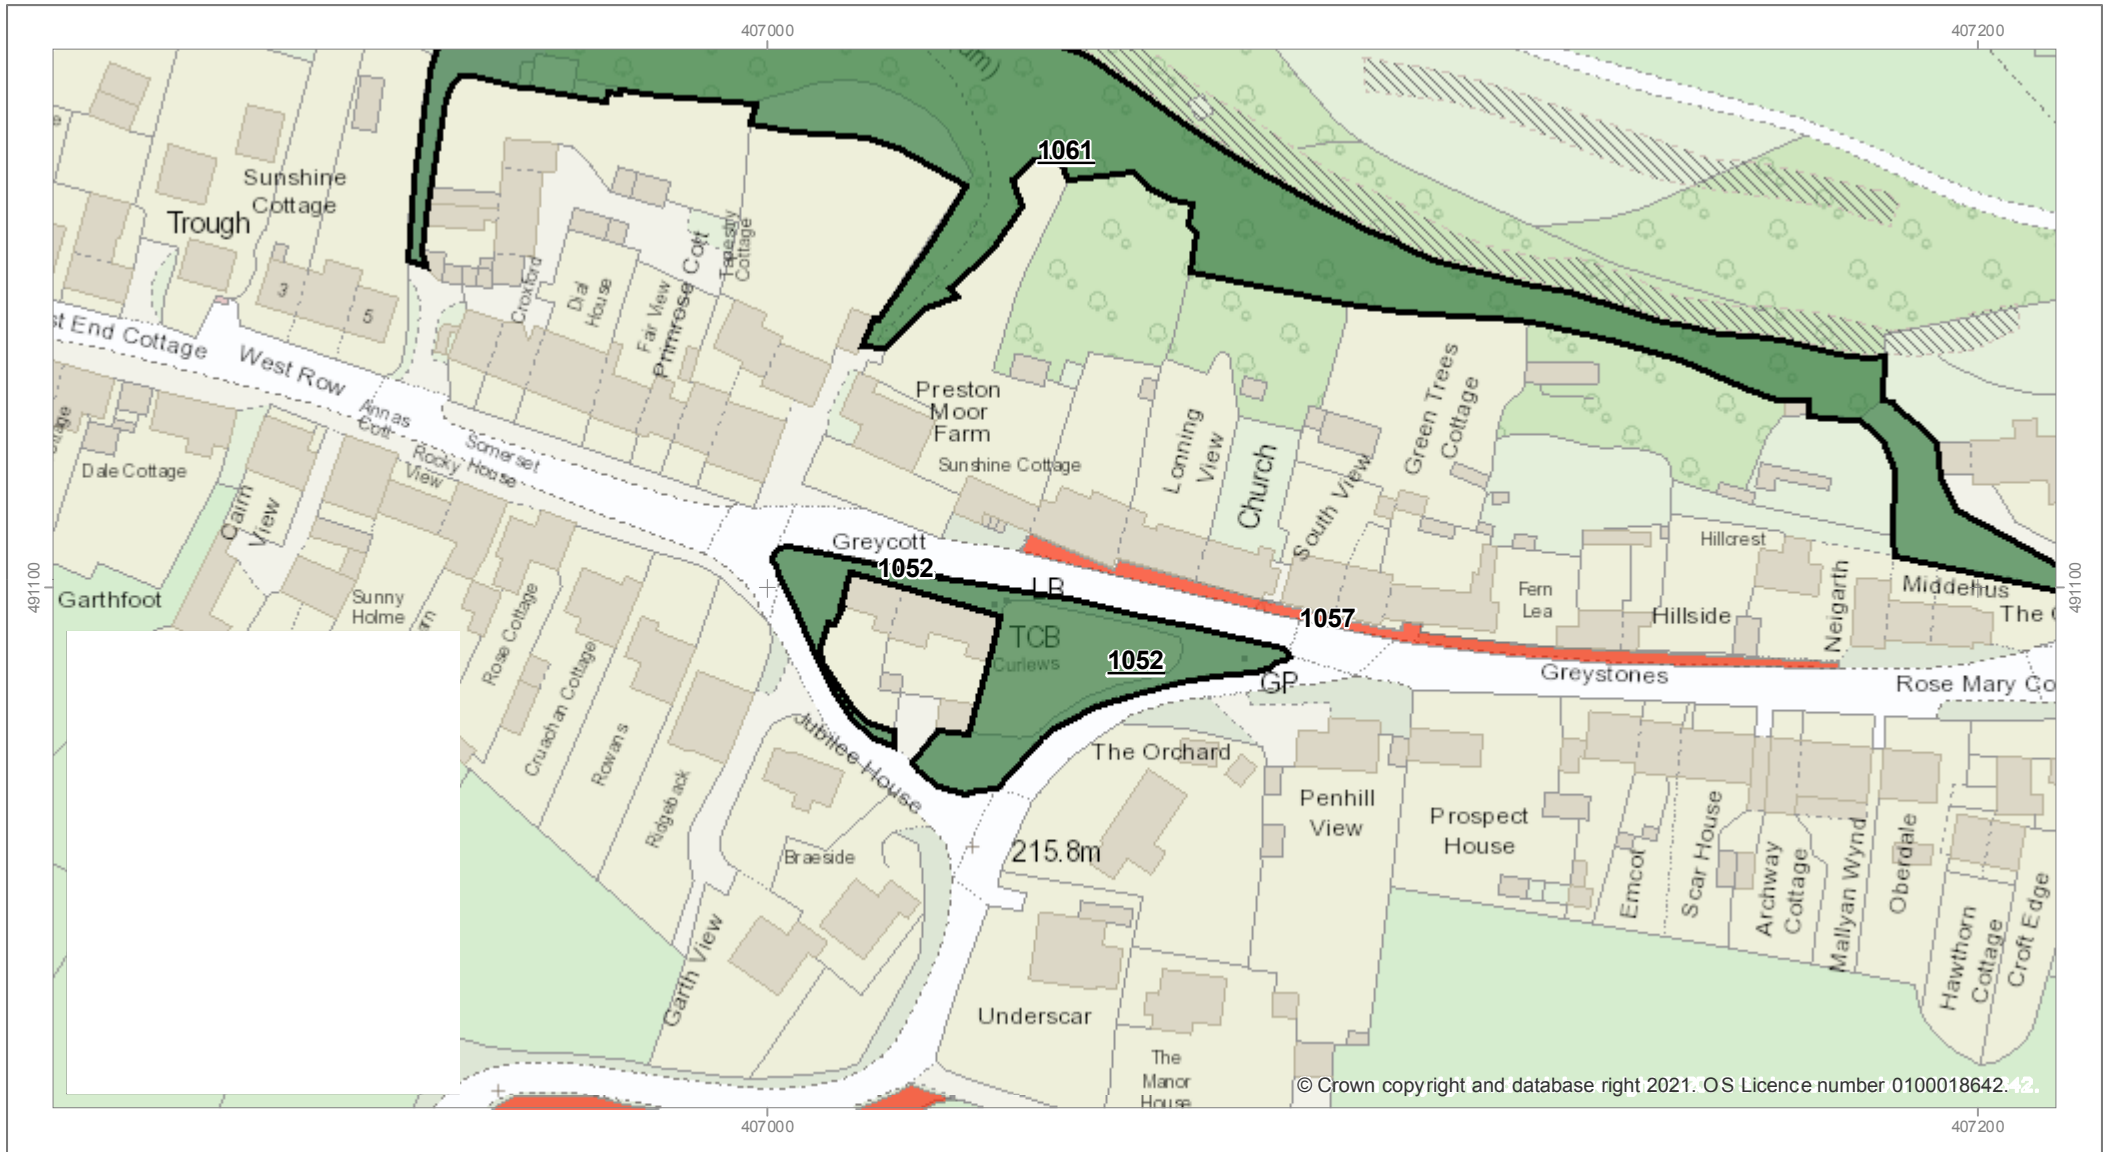 407000
407200
um)
1061
Sunshine
Cottage
Trough
3
5
Croxford
Dial
House
Fair View
Primrose Cott
Tapestry
Cottage
st End Cottage
West Row
Annas
Cott
Somerset
House
Rocky
View
Dale Cottage
Cairn
View
Preston
Moor
Farm
Sunshine Cottage
Lonning
View
Church
South View
Green Trees
Cottage
Greycott
1052
LB
1057
TCB
Curlews
1052
GP
Fern
Lea
Hillcrest
Hillside
Neigarth
Middehus
The
Greystones
Rose Mary Co
491100
491100
Garthfoot
Sunny
Holme
Rose Cottage
Cruachan Cottage
Rowans
Ridgeback
Jubilee House
Braeside
Garth View
The Orchard
215.8m
Penhill
View
Prospect
House
Emcot
Scar House
Archway
Cottage
Mallyan Wynd
Oberdale
Hawthorn
Cottage
Croft Edge
Underscar
The
Manor
House
© Crown copyright and database right 2021. OS Licence number 0100018642.
407000
407200